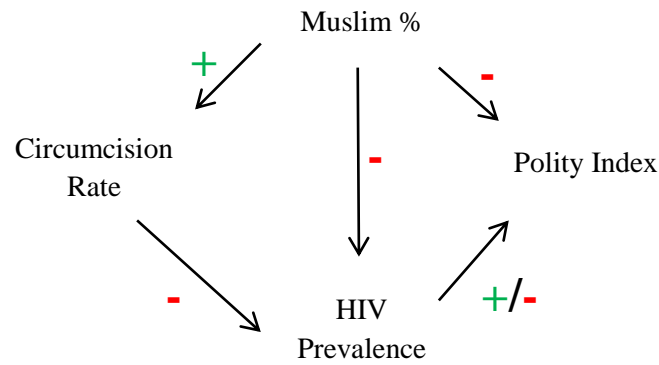 Muslim %
+
-
Circumcision
Rate
-
Polity Index
-
HIV
Prevalence
+/-